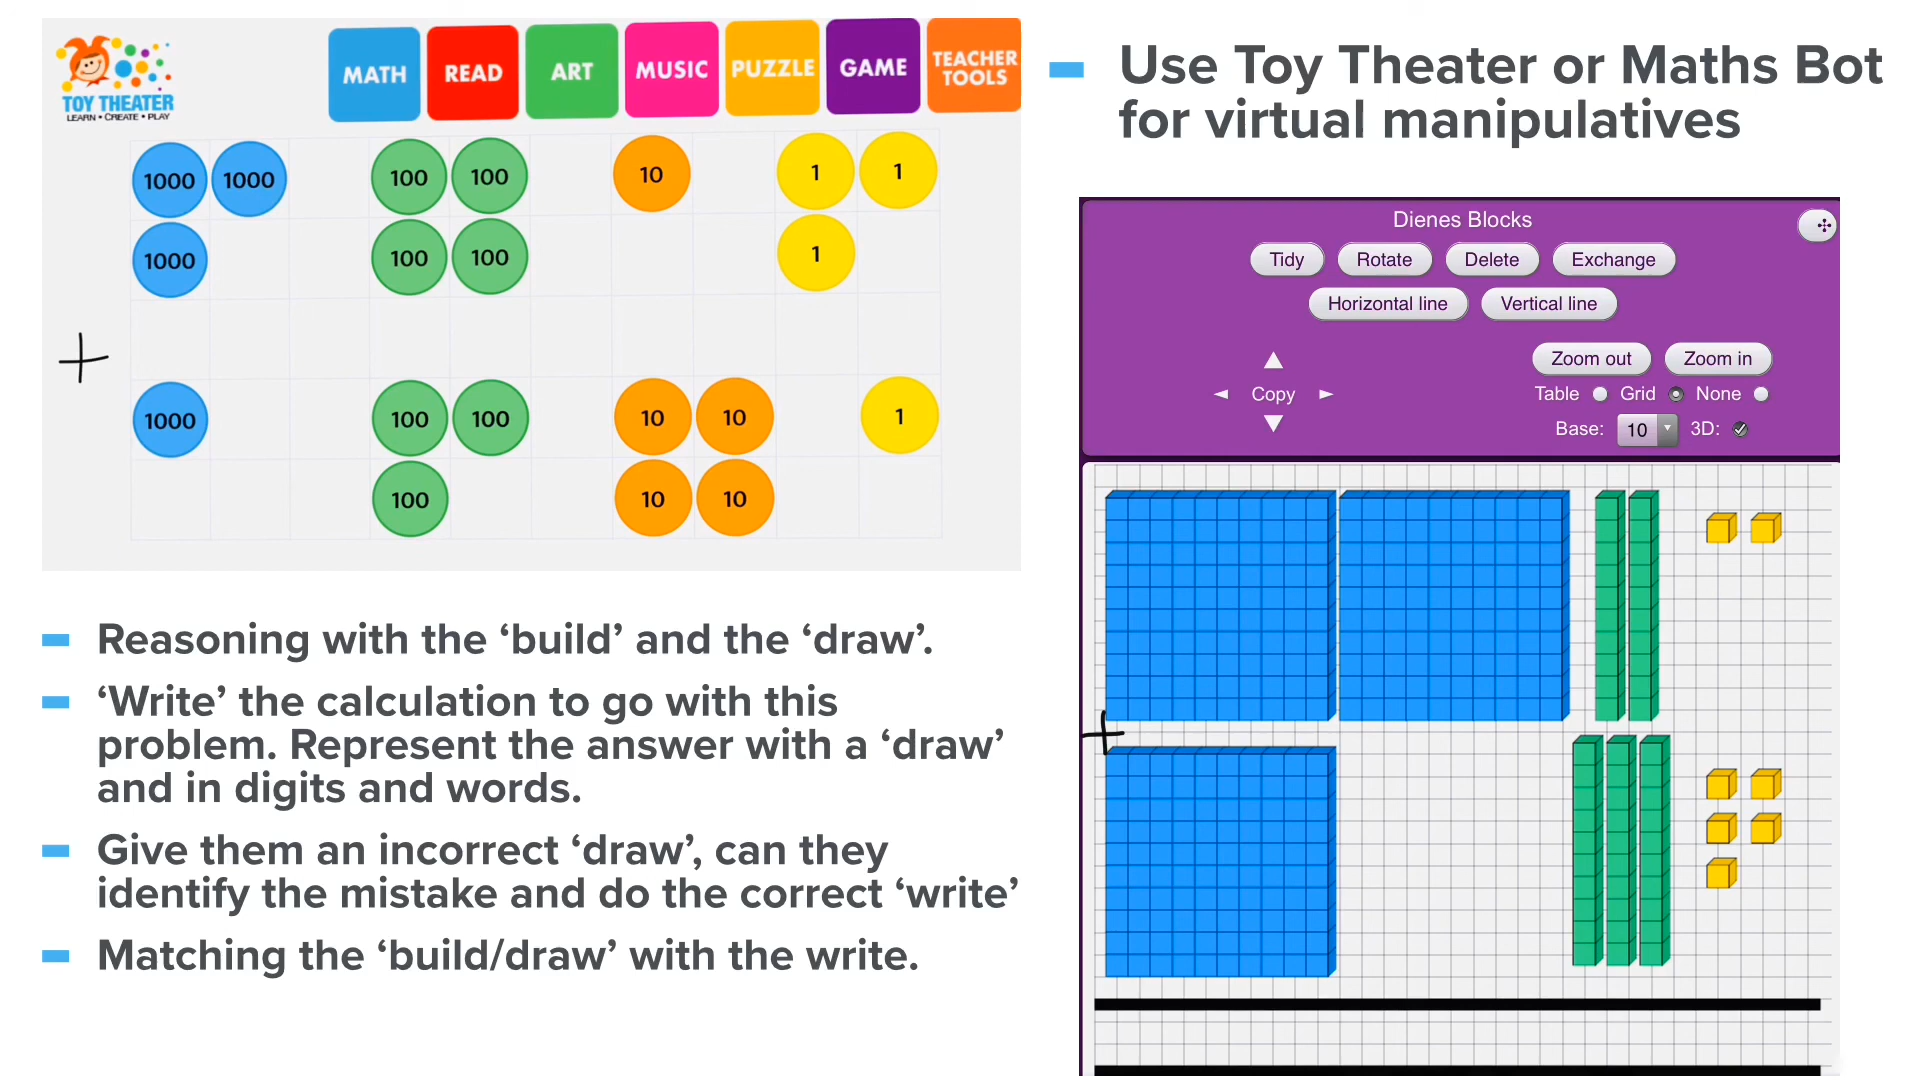 TOY THEATER
LEARN • CREATE • PLAY
MATH READ ART MUSIC PUZZLE GAME TEACHER TOOLS
1000 1000 100 100 10 1 1
1000 100 100 1
+
1000 100 100 10 10 1
100 10 10
Reasoning with the ‘build’ and the ‘draw’.
‘Write’ the calculation to go with this
problem. Represent the answer with a ‘draw’
and in digits and words.
Give them an incorrect ‘draw’, can they
identify the mistake and do the correct ‘write’
Matching the ‘build/draw’ with the write.
Use Toy Theater or Maths Bot
for virtual manipulatives
Dienes Blocks
Tidy Rotate Delete Exchange
Horizontal line Vertical line
Zoom out Zoom in
Copy Table Grid None
Base: 10 3D:
+